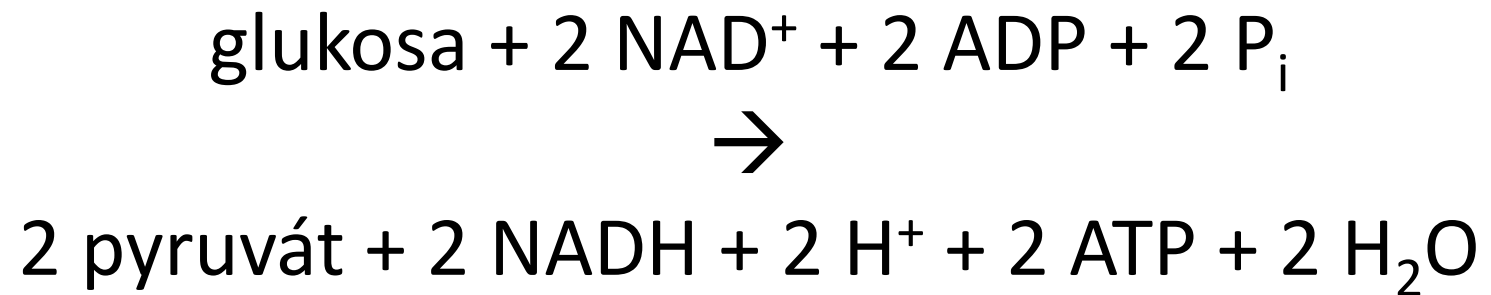 glukosa + 2 NAD⁺ + 2 ADP + 2 Pᵢ
→
2 pyruvát + 2 NADH + 2 H⁺ + 2 ATP + 2 H₂O